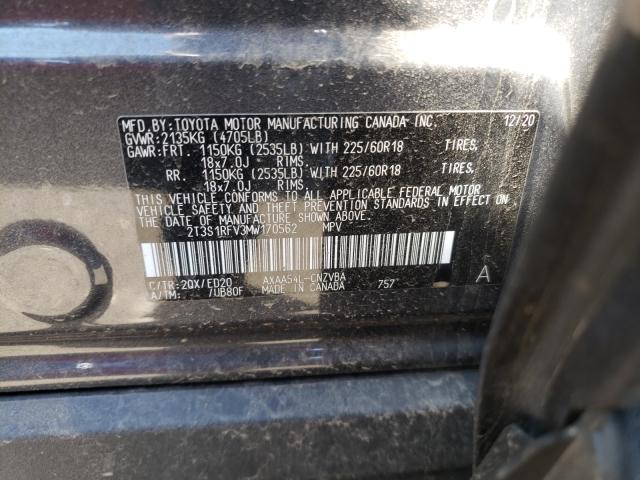 MFD.BY:TOYOTA MOTOR MANUFACTURING CANADA INC. 12/20
GVWR:2135KG (4705LB)
GAWR:FRT. 1150KG (2535LB) WITH 225/60R18 TIRES,
18x7.0J RIMS.
RR. 1150KG (2535LB) WITH 225/60R18 TIRES,
18x7.0J RIMS.
THIS VEHICLE CONFORMS TO ALL APPLICABLE FEDERAL MOTOR
VEHICLE SAFETY AND THEFT PREVENTION STANDARDS IN EFFECT ON
THE DATE OF MANUFACTURE SHOWN ABOVE.
2T3S1RFV3MW170562 MPV
C/TR:2QX/ED20 AXAA54L-CNZVBA A
A/TM: /UB80F MADE IN CANADA 757